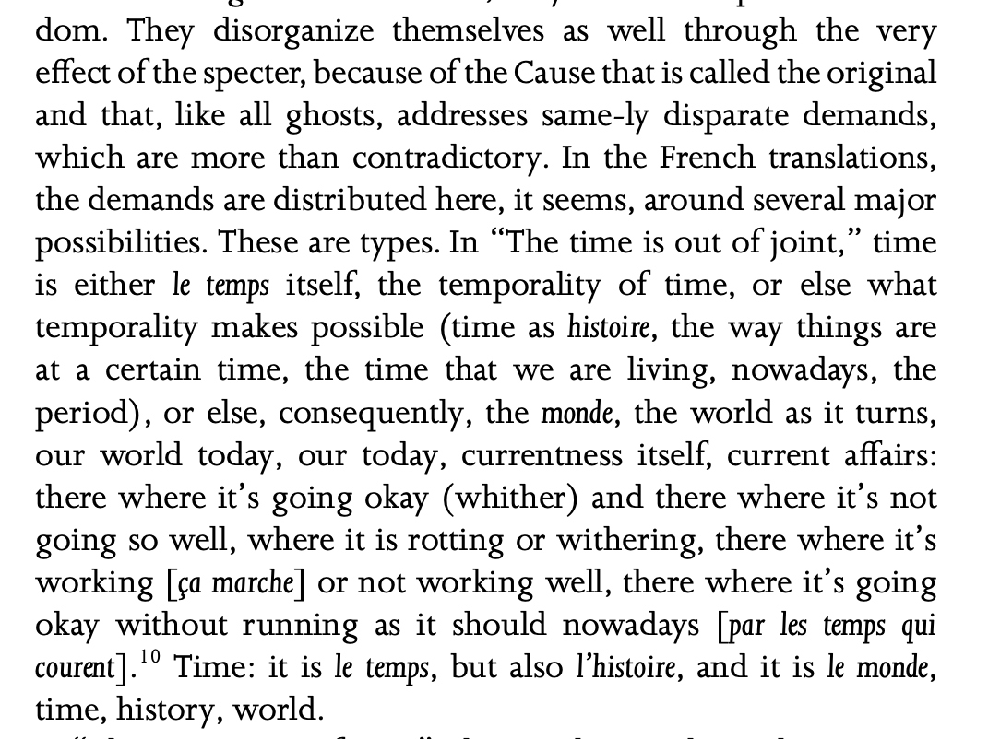 dom. They disorganize themselves as well through the very
effect of the specter, because of the Cause that is called the original
and that, like all ghosts, addresses same-ly disparate demands,
which are more than contradictory. In the French translations,
the demands are distributed here, it seems, around several major
possibilities. These are types. In “The time is out of joint,” time
is either le temps itself, the temporality of time, or else what
temporality makes possible (time as histoire, the way things are
at a certain time, the time that we are living, nowadays, the
period), or else, consequently, the monde, the world as it turns,
our world today, our today, currentness itself, current affairs:
there where it’s going okay (whither) and there where it’s not
going so well, where it is rotting or withering, there where it’s
working [ça marche] or not working well, there where it’s going
okay without running as it should nowadays [par les temps qui
courent].10 Time: it is le temps, but also l’histoire, and it is le monde,
time, history, world.